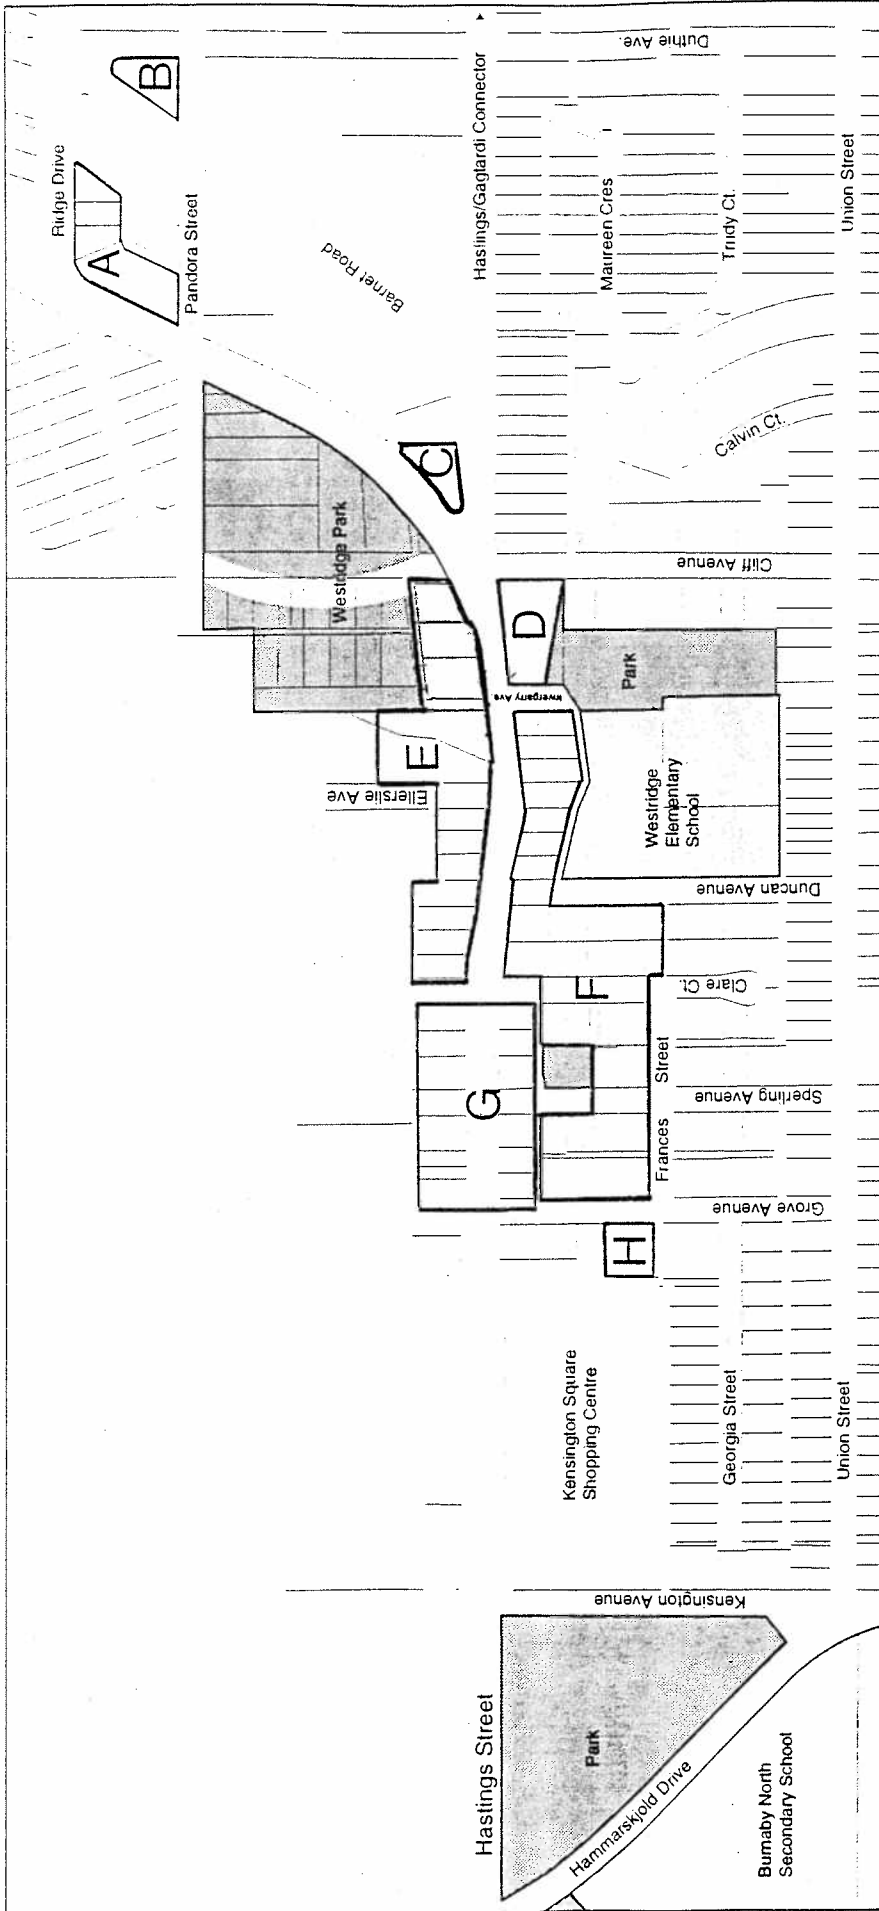 Duthie Ave.
B
Ridge Drive
A
Pandora Street
Hastings/Gaglardi Connector
Maureen Cres
Trudy Ct.
Union Street
Barnet Road
Calvin Ct.
C
Cliff Avenue
Westridge Park
D
Invergarry Ave.
Park
E
Ellerslie Ave
Westridge
Elementary
School
Duncan Avenue
Clare Ct.
F
G
Sperling Avenue
Frances Street
Grove Avenue
H
Kensington Square
Shopping Centre
Georgia Street
Union Street
Kensington Avenue
Hastings Street
Park
Hammarskjold Drive
Burnaby North
Secondary School